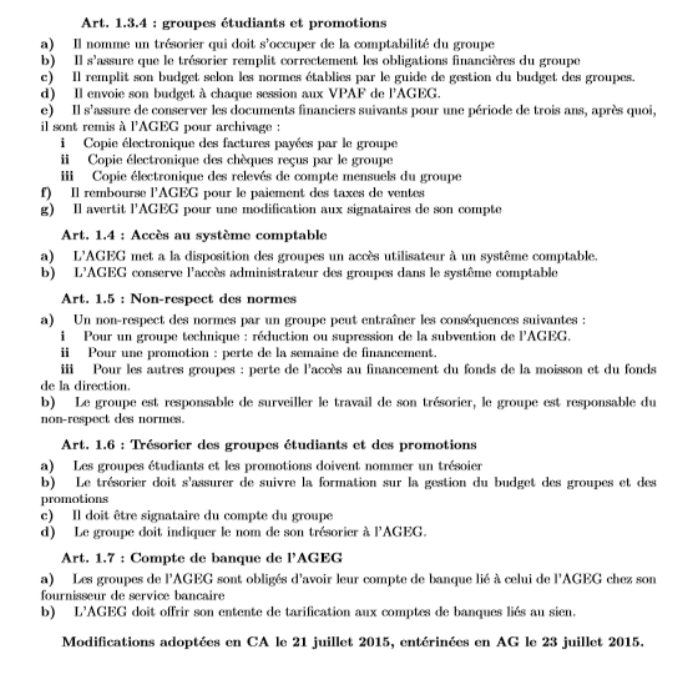 Art. 1.3.4 : groupes étudiants et promotions
a) Il nomme un trésorier qui doit s'occuper de la comptabilité du groupe
b) Il s'assure que le trésorier remplit correctement les obligations financières du groupe
c) Il remplit son budget selon les normes établies par le guide de gestion du budget des groupes.
d) Il envoie son budget à chaque session aux VPAF de l'AGEG.
e) Il s'assure de conserver les documents financiers suivants pour une période de trois ans, après quoi,
il sont remis à l'AGEG pour archivage :
i Copie électronique des factures payées par le groupe
ii Copie électronique des chèques reçus par le groupe
iii Copie électronique des relevés de compte mensuels du groupe
f) Il rembourse l'AGEG pour le paiement des taxes de ventes
g) Il avertit l'AGEG pour une modification aux signataires de son compte
Art. 1.4 : Accès au système comptable
a) L'AGEG met a la disposition des groupes un accès utilisateur à un système comptable.
b) L'AGEG conserve l'accès administrateur des groupes dans le système comptable
Art. 1.5 : Non-respect des normes
a) Un non-respect des normes par un groupe peut entraîner les conséquences suivantes :
i Pour un groupe technique : réduction ou supression de la subvention de l'AGEG.
ii Pour une promotion : perte de la semaine de financement.
iii Pour les autres groupes : perte de l'accès au financement du fonds de la moisson et du fonds
de la direction.
b) Le groupe est responsable de surveiller le travail de son trésorier, le groupe est responsable du
non-respect des normes.
Art. 1.6 : Trésorier des groupes étudiants et des promotions
a) Les groupes étudiants et les promotions doivent nommer un trésoier
b) Le trésorier doit s'assurer de suivre la formation sur la gestion du budget des groupes et des
promotions
c) Il doit être signataire du compte du groupe
d) Le groupe doit indiquer le nom de son trésorier à l'AGEG.
Art. 1.7 : Compte de banque de l'AGEG
a) Les groupes de l'AGEG sont obligés d'avoir leur compte de banque lié à celui de l'AGEG chez son
fournisseur de service bancaire
b) L'AGEG doit offrir son entente de tarification aux comptes de banques liés au sien.
Modifications adoptées en CA le 21 juillet 2015, entérinées en AG le 23 juillet 2015.